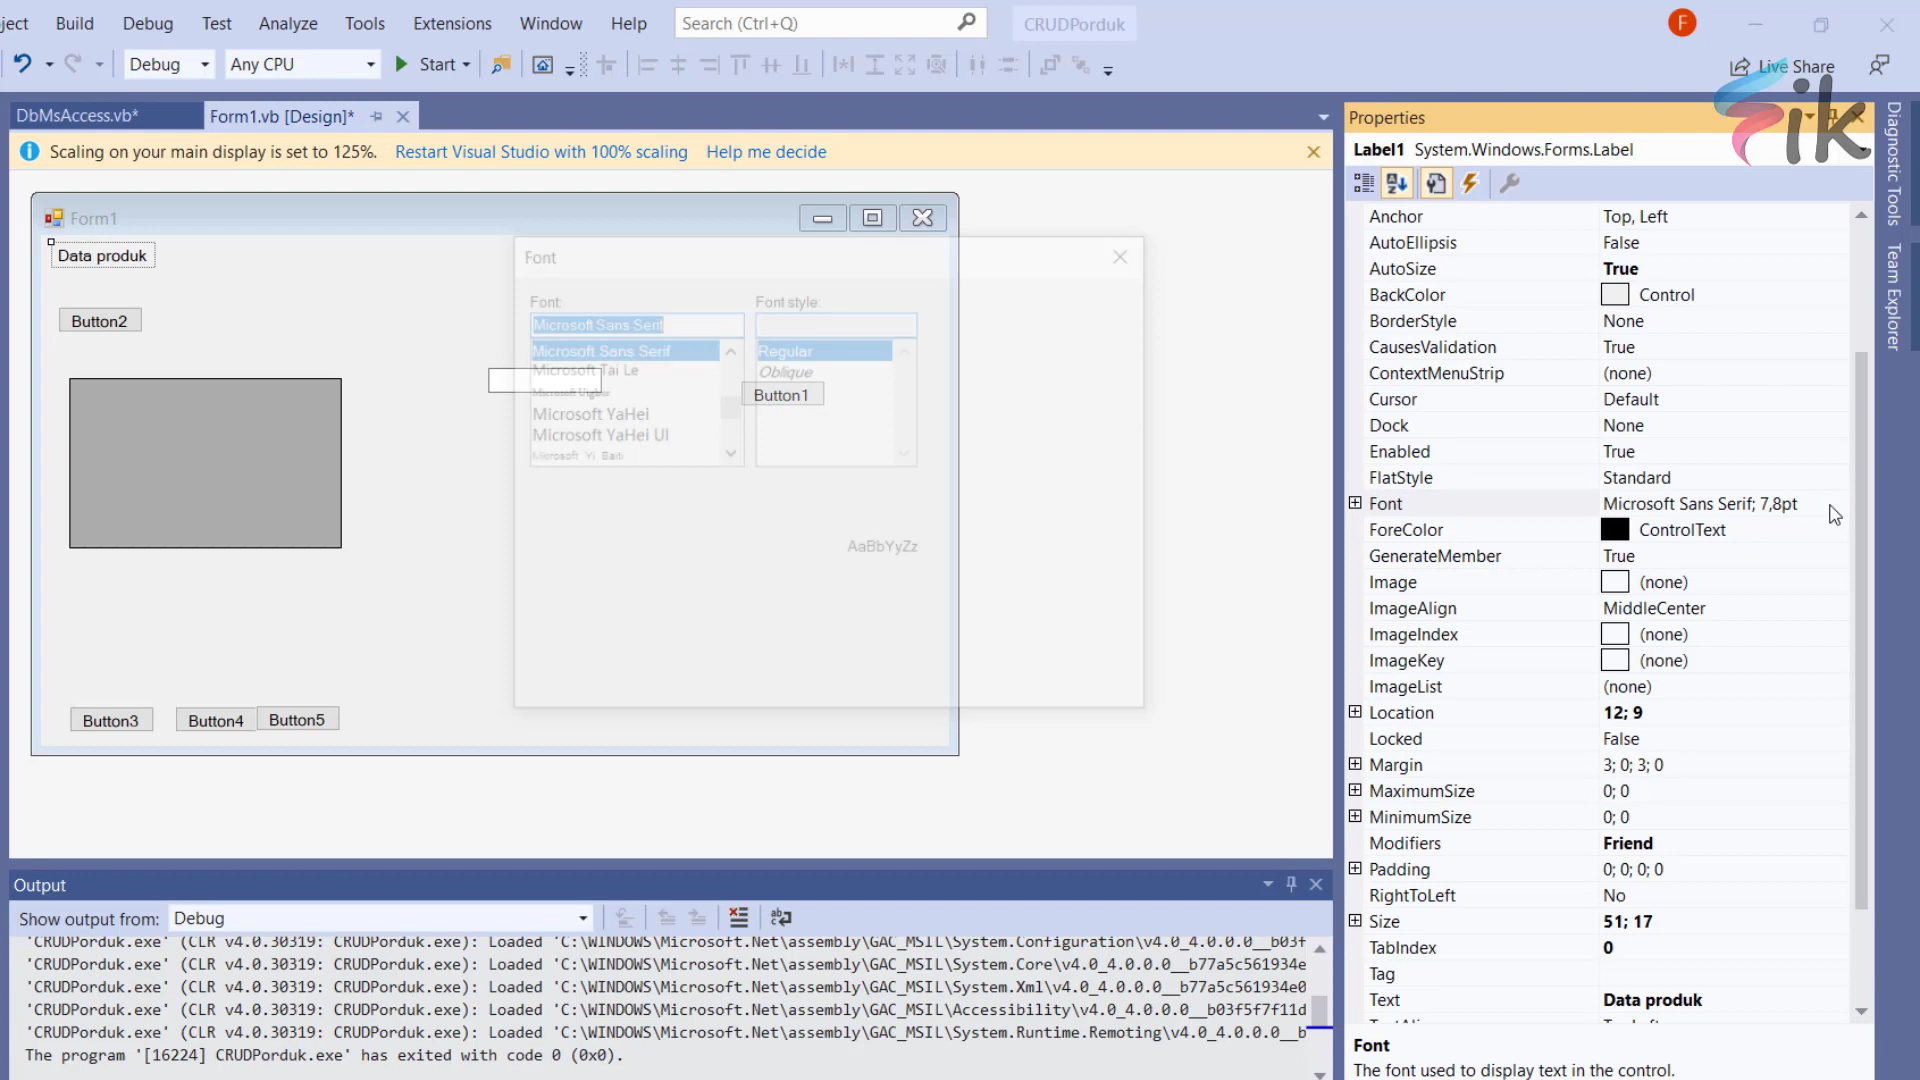 ject Build Debug Test Analyze Tools Extensions Window Help Search (Ctrl+Q) CRUDPorduk F
Debug Any CPU Start Live Share
DbMsAccess.vb* Form1.vb [Design]*
Scaling on your main display is set to 125%. Restart Visual Studio with 100% scaling Help me decide
Form1
Data produk
Button2
Button1
Button3 Button4 Button5
Font
Font: Font style:
Microsoft Sans Serif
Microsoft Sans Serif Regular
Microsoft Tai Le Oblique
Microsoft YaHei
Microsoft YaHei UI
Microsoft Yi Baiti
AaBbYyZz
Properties
Label1 System.Windows.Forms.Label
Anchor Top, Left
AutoEllipsis False
AutoSize True
BackColor Control
BorderStyle None
CausesValidation True
ContextMenuStrip (none)
Cursor Default
Dock None
Enabled True
FlatStyle Standard
Font Microsoft Sans Serif; 7,8pt
ForeColor ControlText
GenerateMember True
Image (none)
ImageAlign MiddleCenter
ImageIndex (none)
ImageKey (none)
ImageList (none)
Location 12; 9
Locked False
Margin 3; 0; 3; 0
MaximumSize 0; 0
MinimumSize 0; 0
Modifiers Friend
Padding 0; 0; 0; 0
RightToLeft No
Size 51; 17
TabIndex 0
Tag
Text Data produk
Font
The font used to display text in the control.
Diagnostic Tools
Team Explorer
Output
Show output from: Debug
'CRUDPorduk.exe' (CLR v4.0.30319: CRUDPorduk.exe): Loaded 'C:\WINDOWS\Microsoft.Net\assembly\GAC_MSIL\System.Configuration\v4.0_4.0.0.0__b03f
'CRUDPorduk.exe' (CLR v4.0.30319: CRUDPorduk.exe): Loaded 'C:\WINDOWS\Microsoft.Net\assembly\GAC_MSIL\System.Core\v4.0_4.0.0.0__b77a5c561934e
'CRUDPorduk.exe' (CLR v4.0.30319: CRUDPorduk.exe): Loaded 'C:\WINDOWS\Microsoft.Net\assembly\GAC_MSIL\System.Xml\v4.0_4.0.0.0__b77a5c561934e0
'CRUDPorduk.exe' (CLR v4.0.30319: CRUDPorduk.exe): Loaded 'C:\WINDOWS\Microsoft.Net\assembly\GAC_MSIL\Accessibility\v4.0_4.0.0.0__b03f5f7f11d
'CRUDPorduk.exe' (CLR v4.0.30319: CRUDPorduk.exe): Loaded 'C:\WINDOWS\Microsoft.Net\assembly\GAC_MSIL\System.Runtime.Remoting\v4.0_4.0.0.0__b
The program '[16224] CRUDPorduk.exe' has exited with code 0 (0x0).